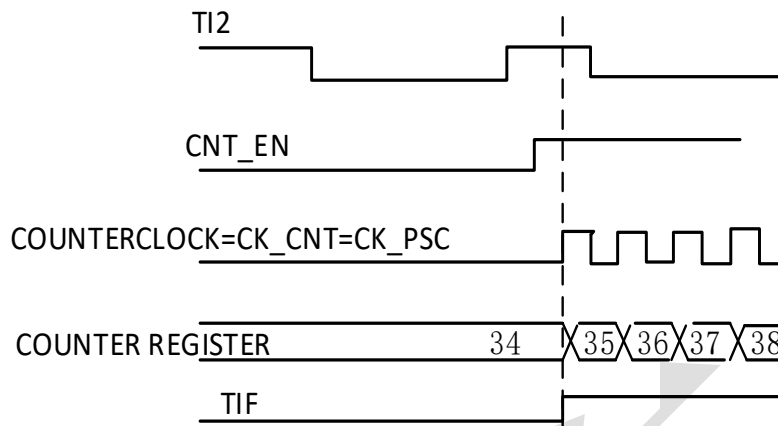 TI2
CNT_EN
COUNTERCLOCK=CK_CNT=CK_PSC
COUNTER REGISTER 34 35 36 37 38
TIF